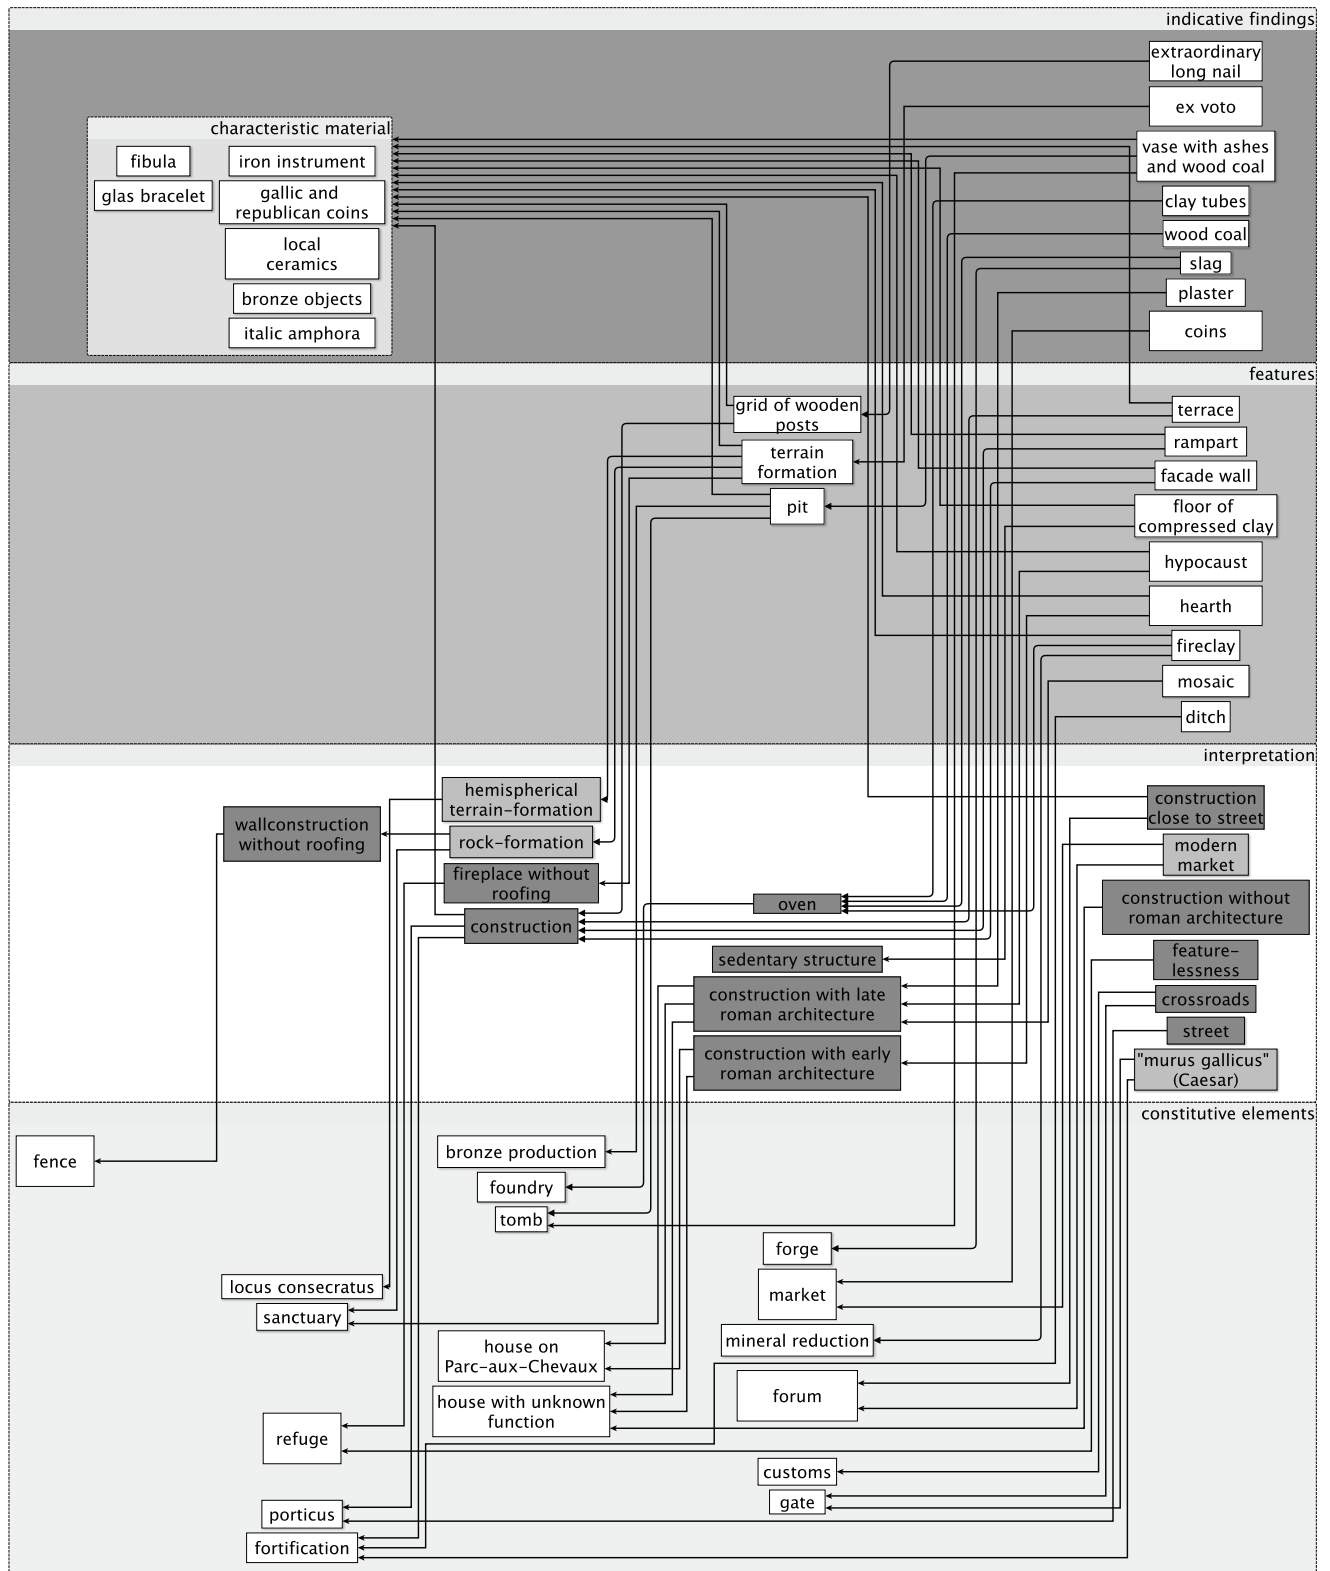 indicative findings
extraordinary
long nail
ex voto
characteristic material
vase with ashes
and wood coal
fibula
iron instrument
glas bracelet
gallic and
republican coins
clay tubes
wood coal
local
ceramics
slag
bronze objects
plaster
italic amphora
coins
features
grid of wooden
posts
terrace
rampart
terrain
formation
facade wall
pit
floor of
compressed clay
hypocaust
hearth
fireclay
mosaic
ditch
interpretation
hemispherical
terrain-formation
construction
close to street
wallconstruction
without roofing
rock-formation
modern
market
fireplace without
roofing
oven
construction without
roman architecture
construction
sedentary structure
feature-
lessness
construction with late
roman architecture
crossroads
street
construction with early
roman architecture
"murus gallicus"
(Caesar)
constitutive elements
fence
bronze production
foundry
tomb
forge
locus consecratus
market
sanctuary
mineral reduction
house on
Parc-aux-Chevaux
forum
house with unknown
function
refuge
customs
gate
porticus
fortification